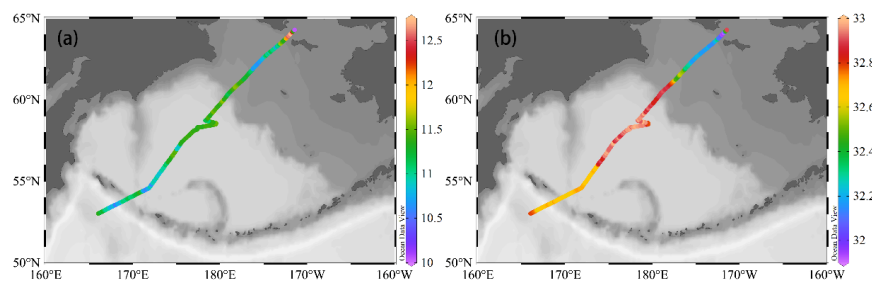 65°N
(a)
60°N
55°N
50°N
160°E
170°E
180°E
170°W
160°W
12.5
12
11.5
11
10.5
10
Ocean Data View
65°N
(b)
60°N
55°N
50°N
160°E
170°E
180°E
170°W
160°W
33
32.8
32.6
32.4
32.2
32
Ocean Data View